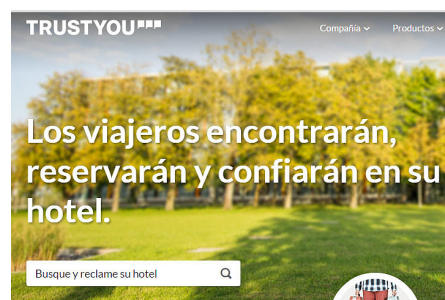 TRUSTYOU
Compañía Productos
Los viajeros encontrarán,
reservarán y confiarán en su
hotel.
Busque y reclame su hotel